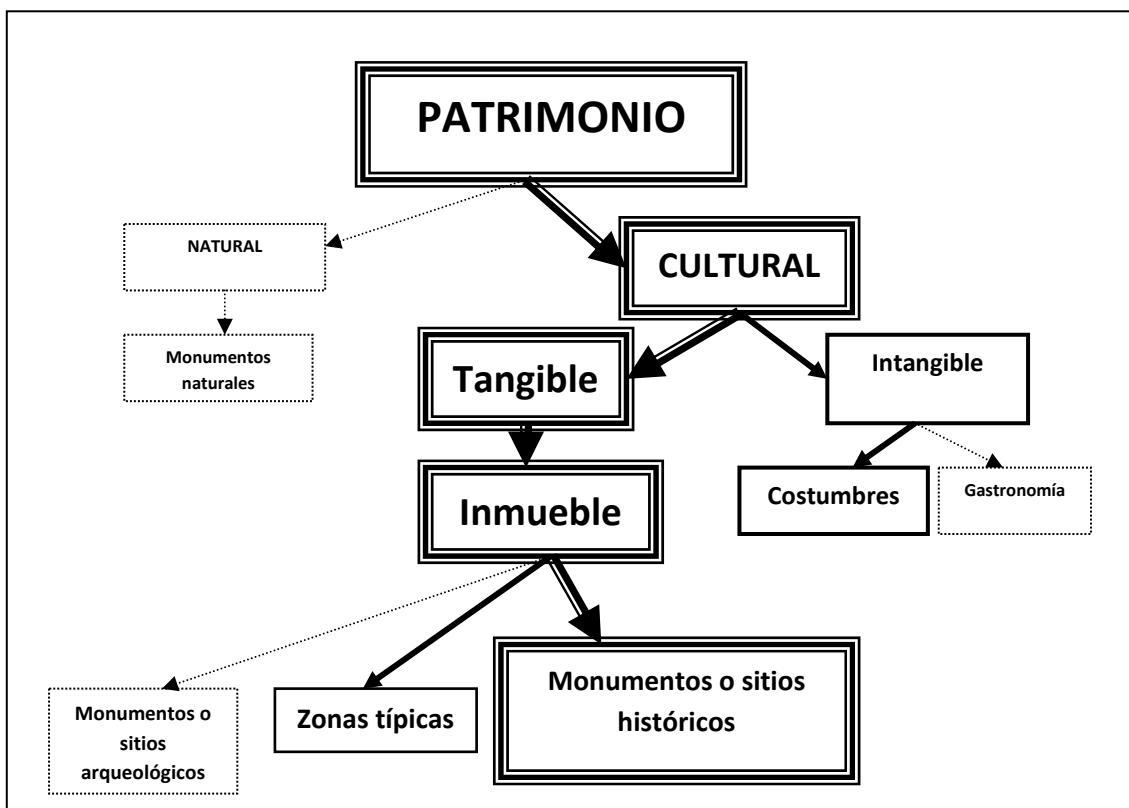 PATRIMONIO
NATURAL
CULTURAL
Monumentos
naturales
Tangible
Intangible
Inmueble
Costumbres
Gastronomía
Monumentos o
sitios
arqueológicos
Zonas típicas
Monumentos o sitios
históricos